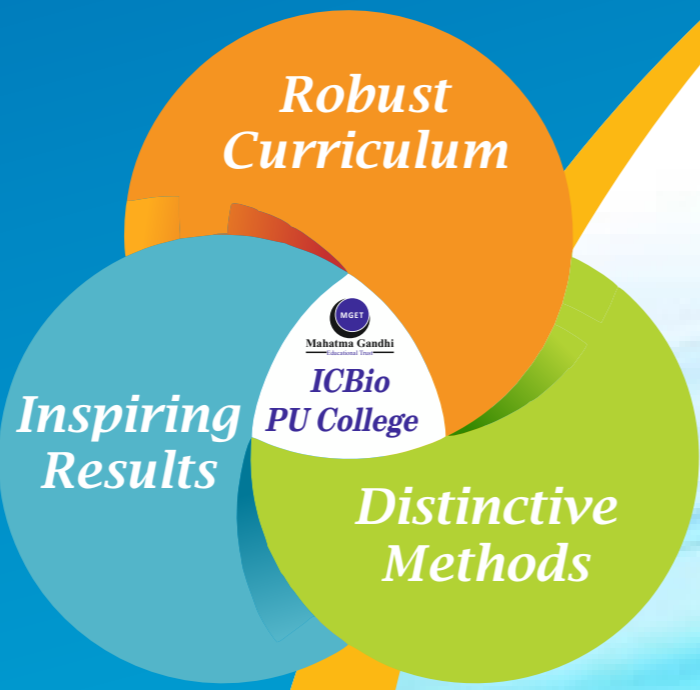 Robust
Curriculum
MGET
Mahatma Gandhi
Educational Trust
ICBio
PU College
Inspiring
Results
Distinctive
Methods